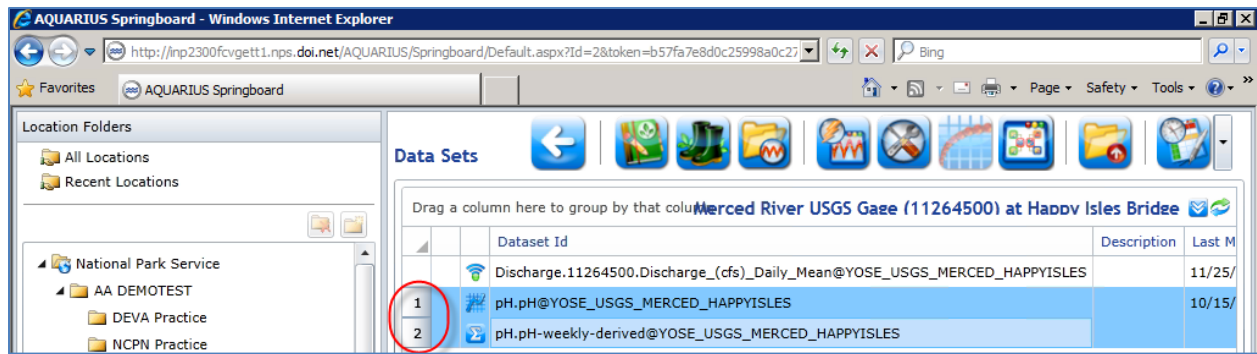 AQUARIUS Springboard - Windows Internet Explorer
http://inp2300fcvgett1.nps.doi.net/AQUARIUS/Springboard/Default.aspx?Id=2&token=b57fa7e8d0c25998a0c27
Bing
Favorites AQUARIUS Springboard Page Safety Tools
Location Folders
All Locations
Recent Locations
National Park Service
AA DEMOTEST
DEVA Practice
NCPN Practice
Data Sets
Drag a column here to group by that colu Merced River USGS Gage (11264500) at Happy Isles Bridge
Dataset Id Description Last M
Discharge.11264500.Discharge_(cfs)_Daily_Mean@YOSE_USGS_MERCED_HAPPYISLES 11/25/
1 pH.pH@YOSE_USGS_MERCED_HAPPYISLES 10/15/
2 pH.pH-weekly-derived@YOSE_USGS_MERCED_HAPPYISLES